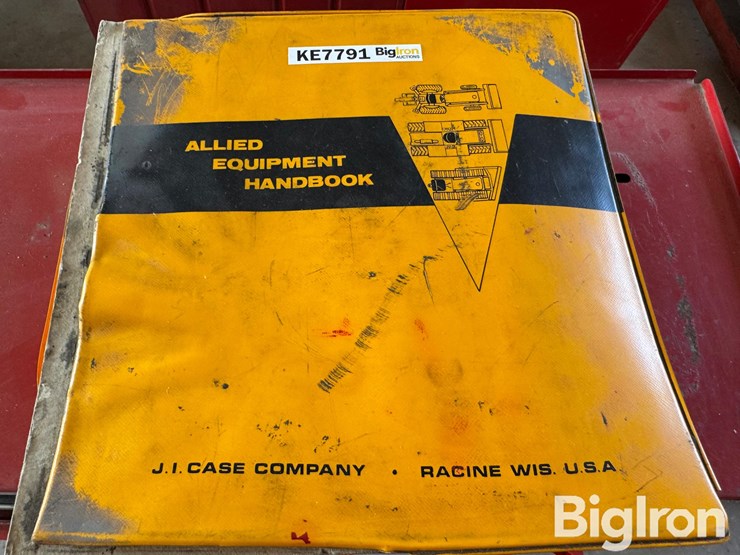 KE7791 BigIron
AUCTIONS
ALLIED
EQUIPMENT
HANDBOOK
J.I. CASE COMPANY • RACINE WIS. U.S.A
BigIron